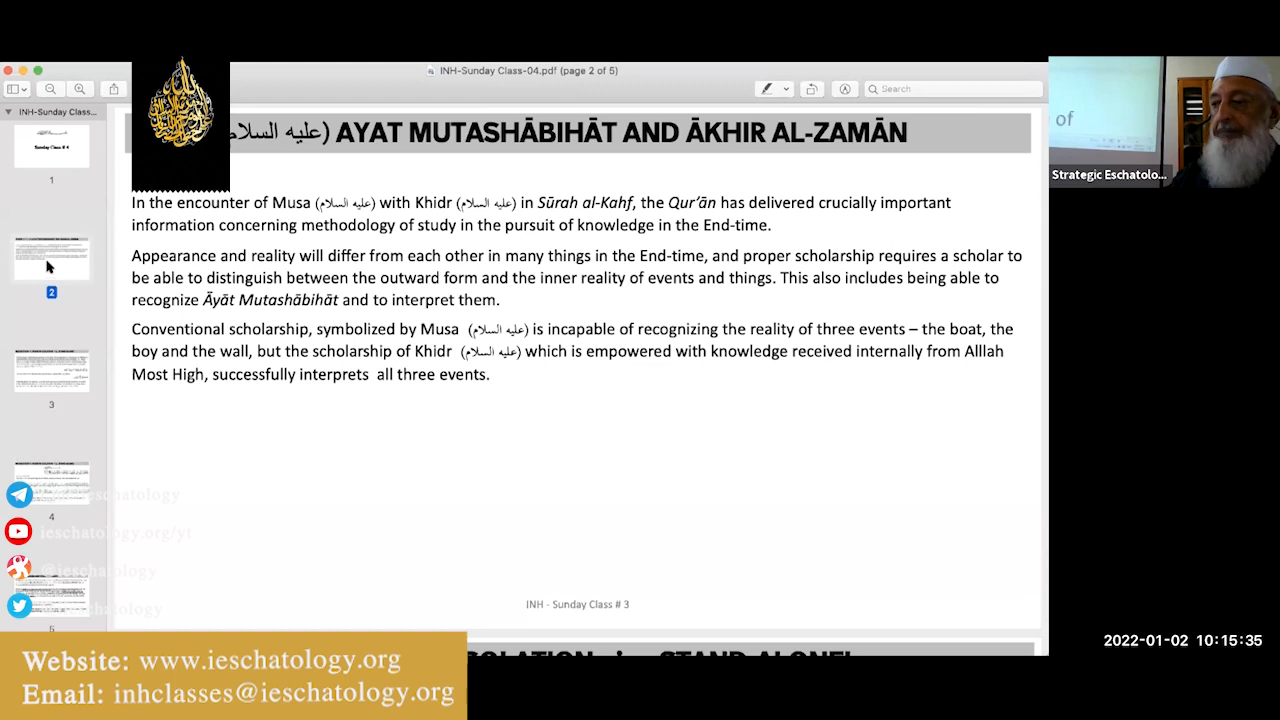 INH-Sunday Class-04.pdf (page 2 of 5)
Search
INH-Sunday Class...
Sunday Class # 4
1
2
3
4
5
(عليه السلام) AYAT MUTASHĀBIHĀT AND ĀKHIR AL-ZAMĀN
In the encounter of Musa (عليه السلام) with Khidr (عليه السلام) in Sūrah al-Kahf, the Qur’ān has delivered crucially important
information concerning methodology of study in the pursuit of knowledge in the End-time.
Appearance and reality will differ from each other in many things in the End-time, and proper scholarship requires a scholar to
be able to distinguish between the outward form and the inner reality of events and things. This also includes being able to
recognize Āyāt Mutashābihāt and to interpret them.
Conventional scholarship, symbolized by Musa (عليه السلام) is incapable of recognizing the reality of three events – the boat, the
boy and the wall, but the scholarship of Khidr (عليه السلام) which is empowered with knowledge received internally from Alllah
Most High, successfully interprets all three events.
INH - Sunday Class # 3
STAND ALONE!
of
Strategic Eschatolo...
ieschatology.org/yt
@ieschatology
2022-01-02 10:15:35
Website: www.ieschatology.org
Email: inhclasses@ieschatology.org